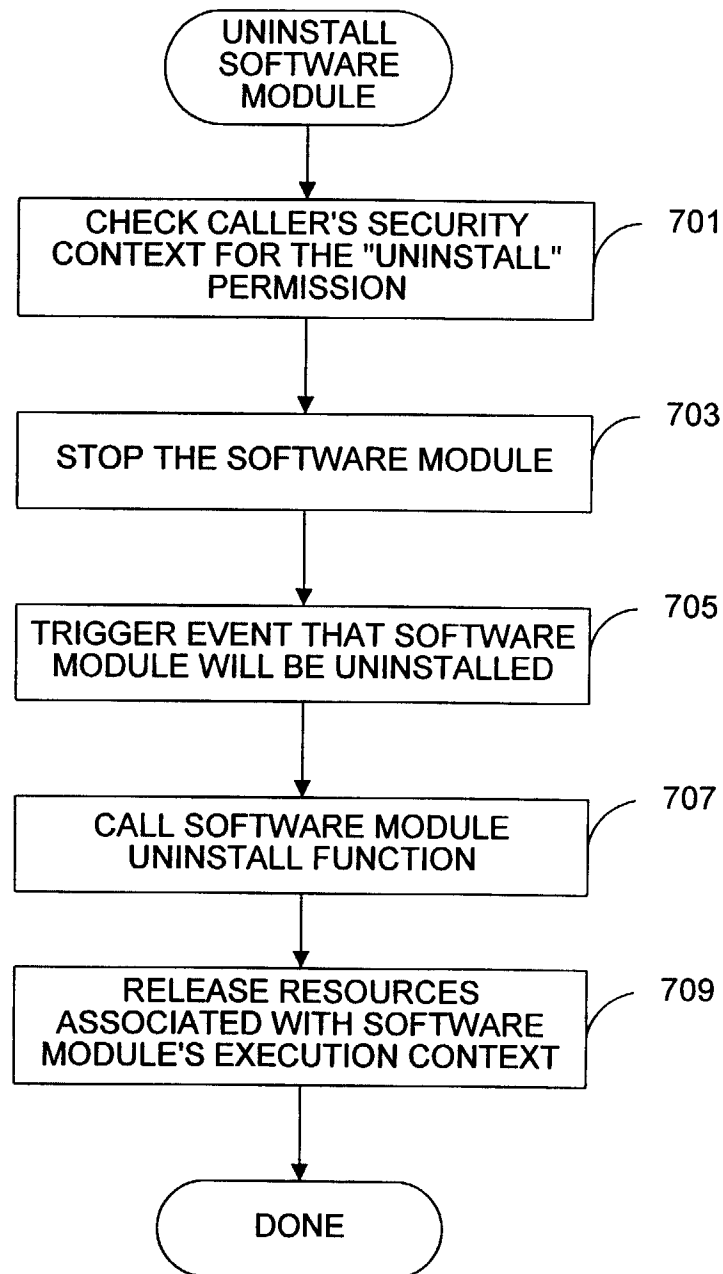 UNINSTALL
SOFTWARE
MODULE
CHECK CALLER'S SECURITY
CONTEXT FOR THE "UNINSTALL"
PERMISSION
701
STOP THE SOFTWARE MODULE
703
TRIGGER EVENT THAT SOFTWARE
MODULE WILL BE UNINSTALLED
705
CALL SOFTWARE MODULE
UNINSTALL FUNCTION
707
RELEASE RESOURCES
ASSOCIATED WITH SOFTWARE
MODULE'S EXECUTION CONTEXT
709
DONE